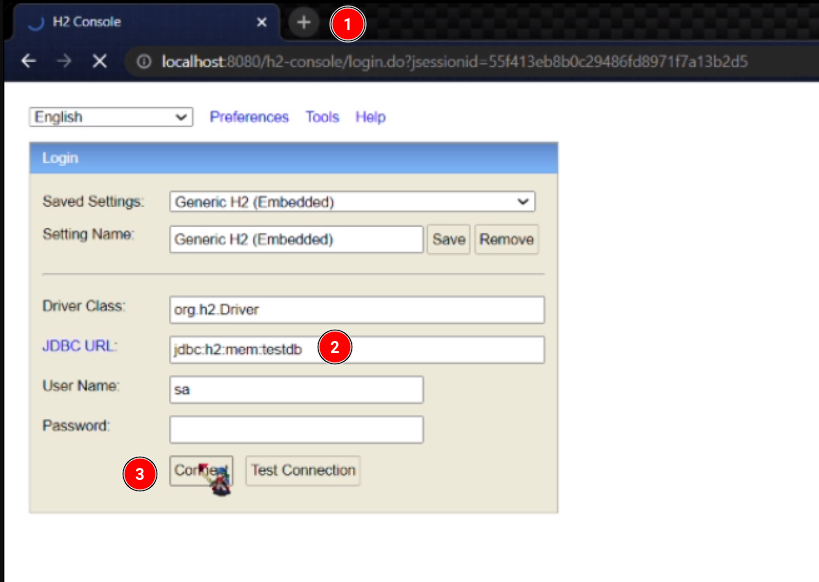 H2 Console
1
localhost:8080/h2-console/login.do?jsessionid=55f413eb8b0c29486fd8971f7a13b2d5
English Preferences Tools Help
Login
Saved Settings: Generic H2 (Embedded)
Setting Name: Generic H2 (Embedded) Save Remove
Driver Class: org.h2.Driver
JDBC URL: jdbc:h2:mem:testdb 2
User Name: sa
Password:
3 Connect Test Connection